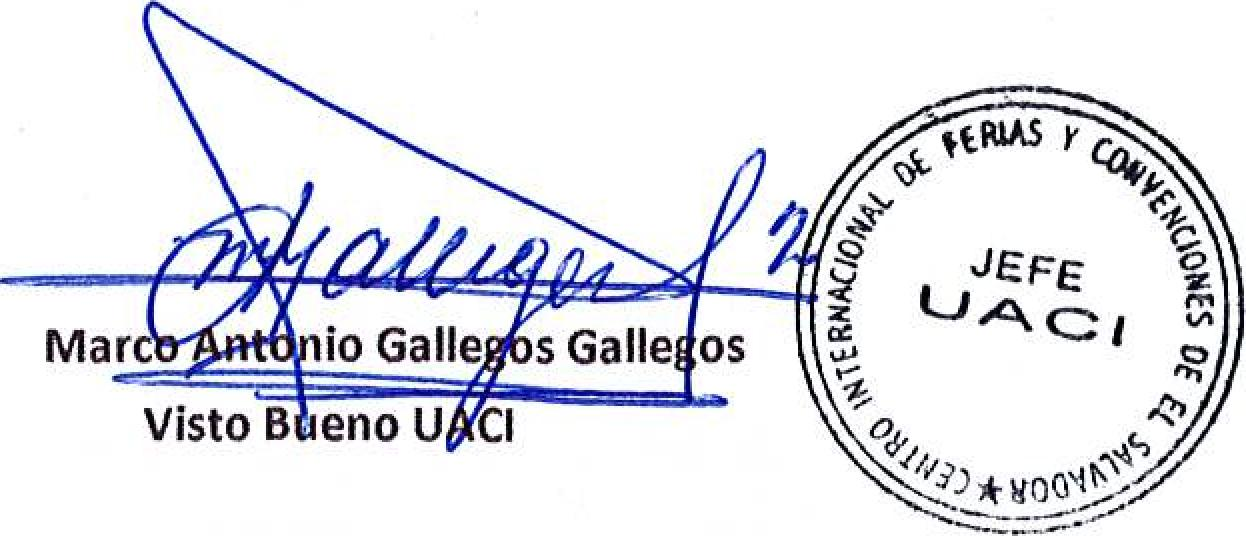 Marco Antonio Gallegos Gallegos
Visto Bueno UACI
CENTRO INTERNACIONAL DE FERIAS Y CONVENCIONES DE EL SALVADOR
JEFE
UACI